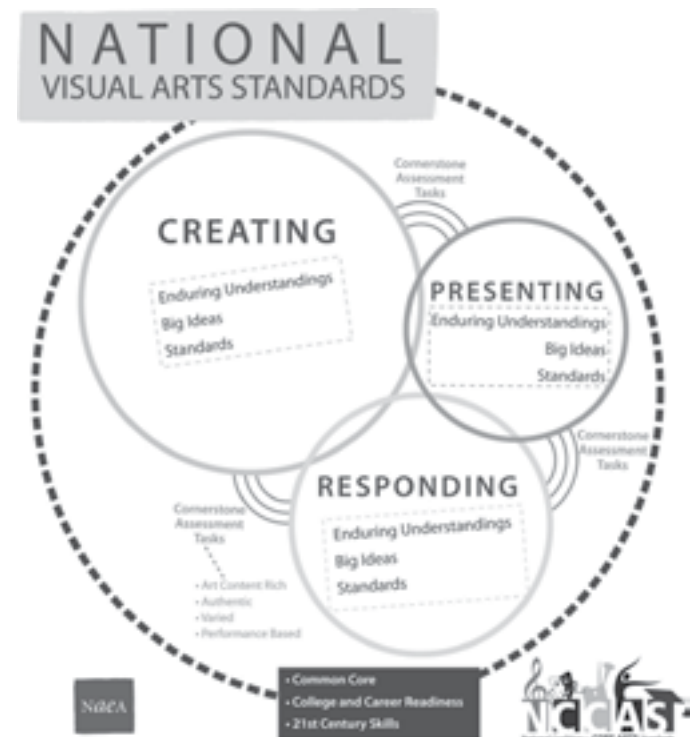 NATIONAL
VISUAL ARTS STANDARDS
Cornerstone
Assessment
Tasks
CREATING
Enduring Understandings
Big Ideas
Standards
PRESENTING
Enduring Understandings
Big Ideas
Standards
Cornerstone
Assessment
Tasks
RESPONDING
Enduring Understandings
Big Ideas
Standards
Cornerstone
Assessment
Tasks
• Art Content Rich
• Authentic
• Varied
• Performance Based
• Common Core
• College and Career Readiness
• 21st Century Skills
NaeA
NCCAS